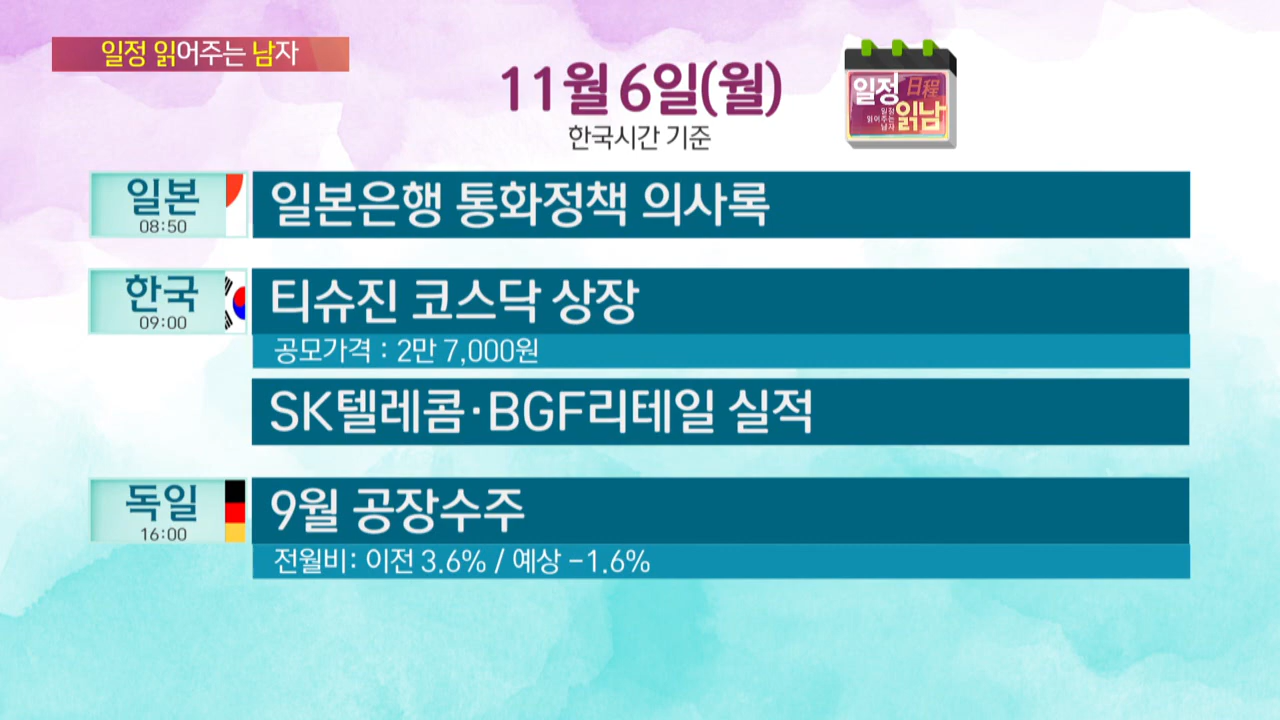 일정 읽어주는 남자
11월 6일(월)
한국시간 기준
일정 日程
일정
읽어주는
남자
읽남
일본
08:50
일본은행 통화정책 의사록
한국
09:00
티슈진 코스닥 상장
공모가격 : 2만 7,000원
SK텔레콤·BGF리테일 실적
독일
16:00
9월 공장수주
전월비: 이전 3.6% / 예상 -1.6%